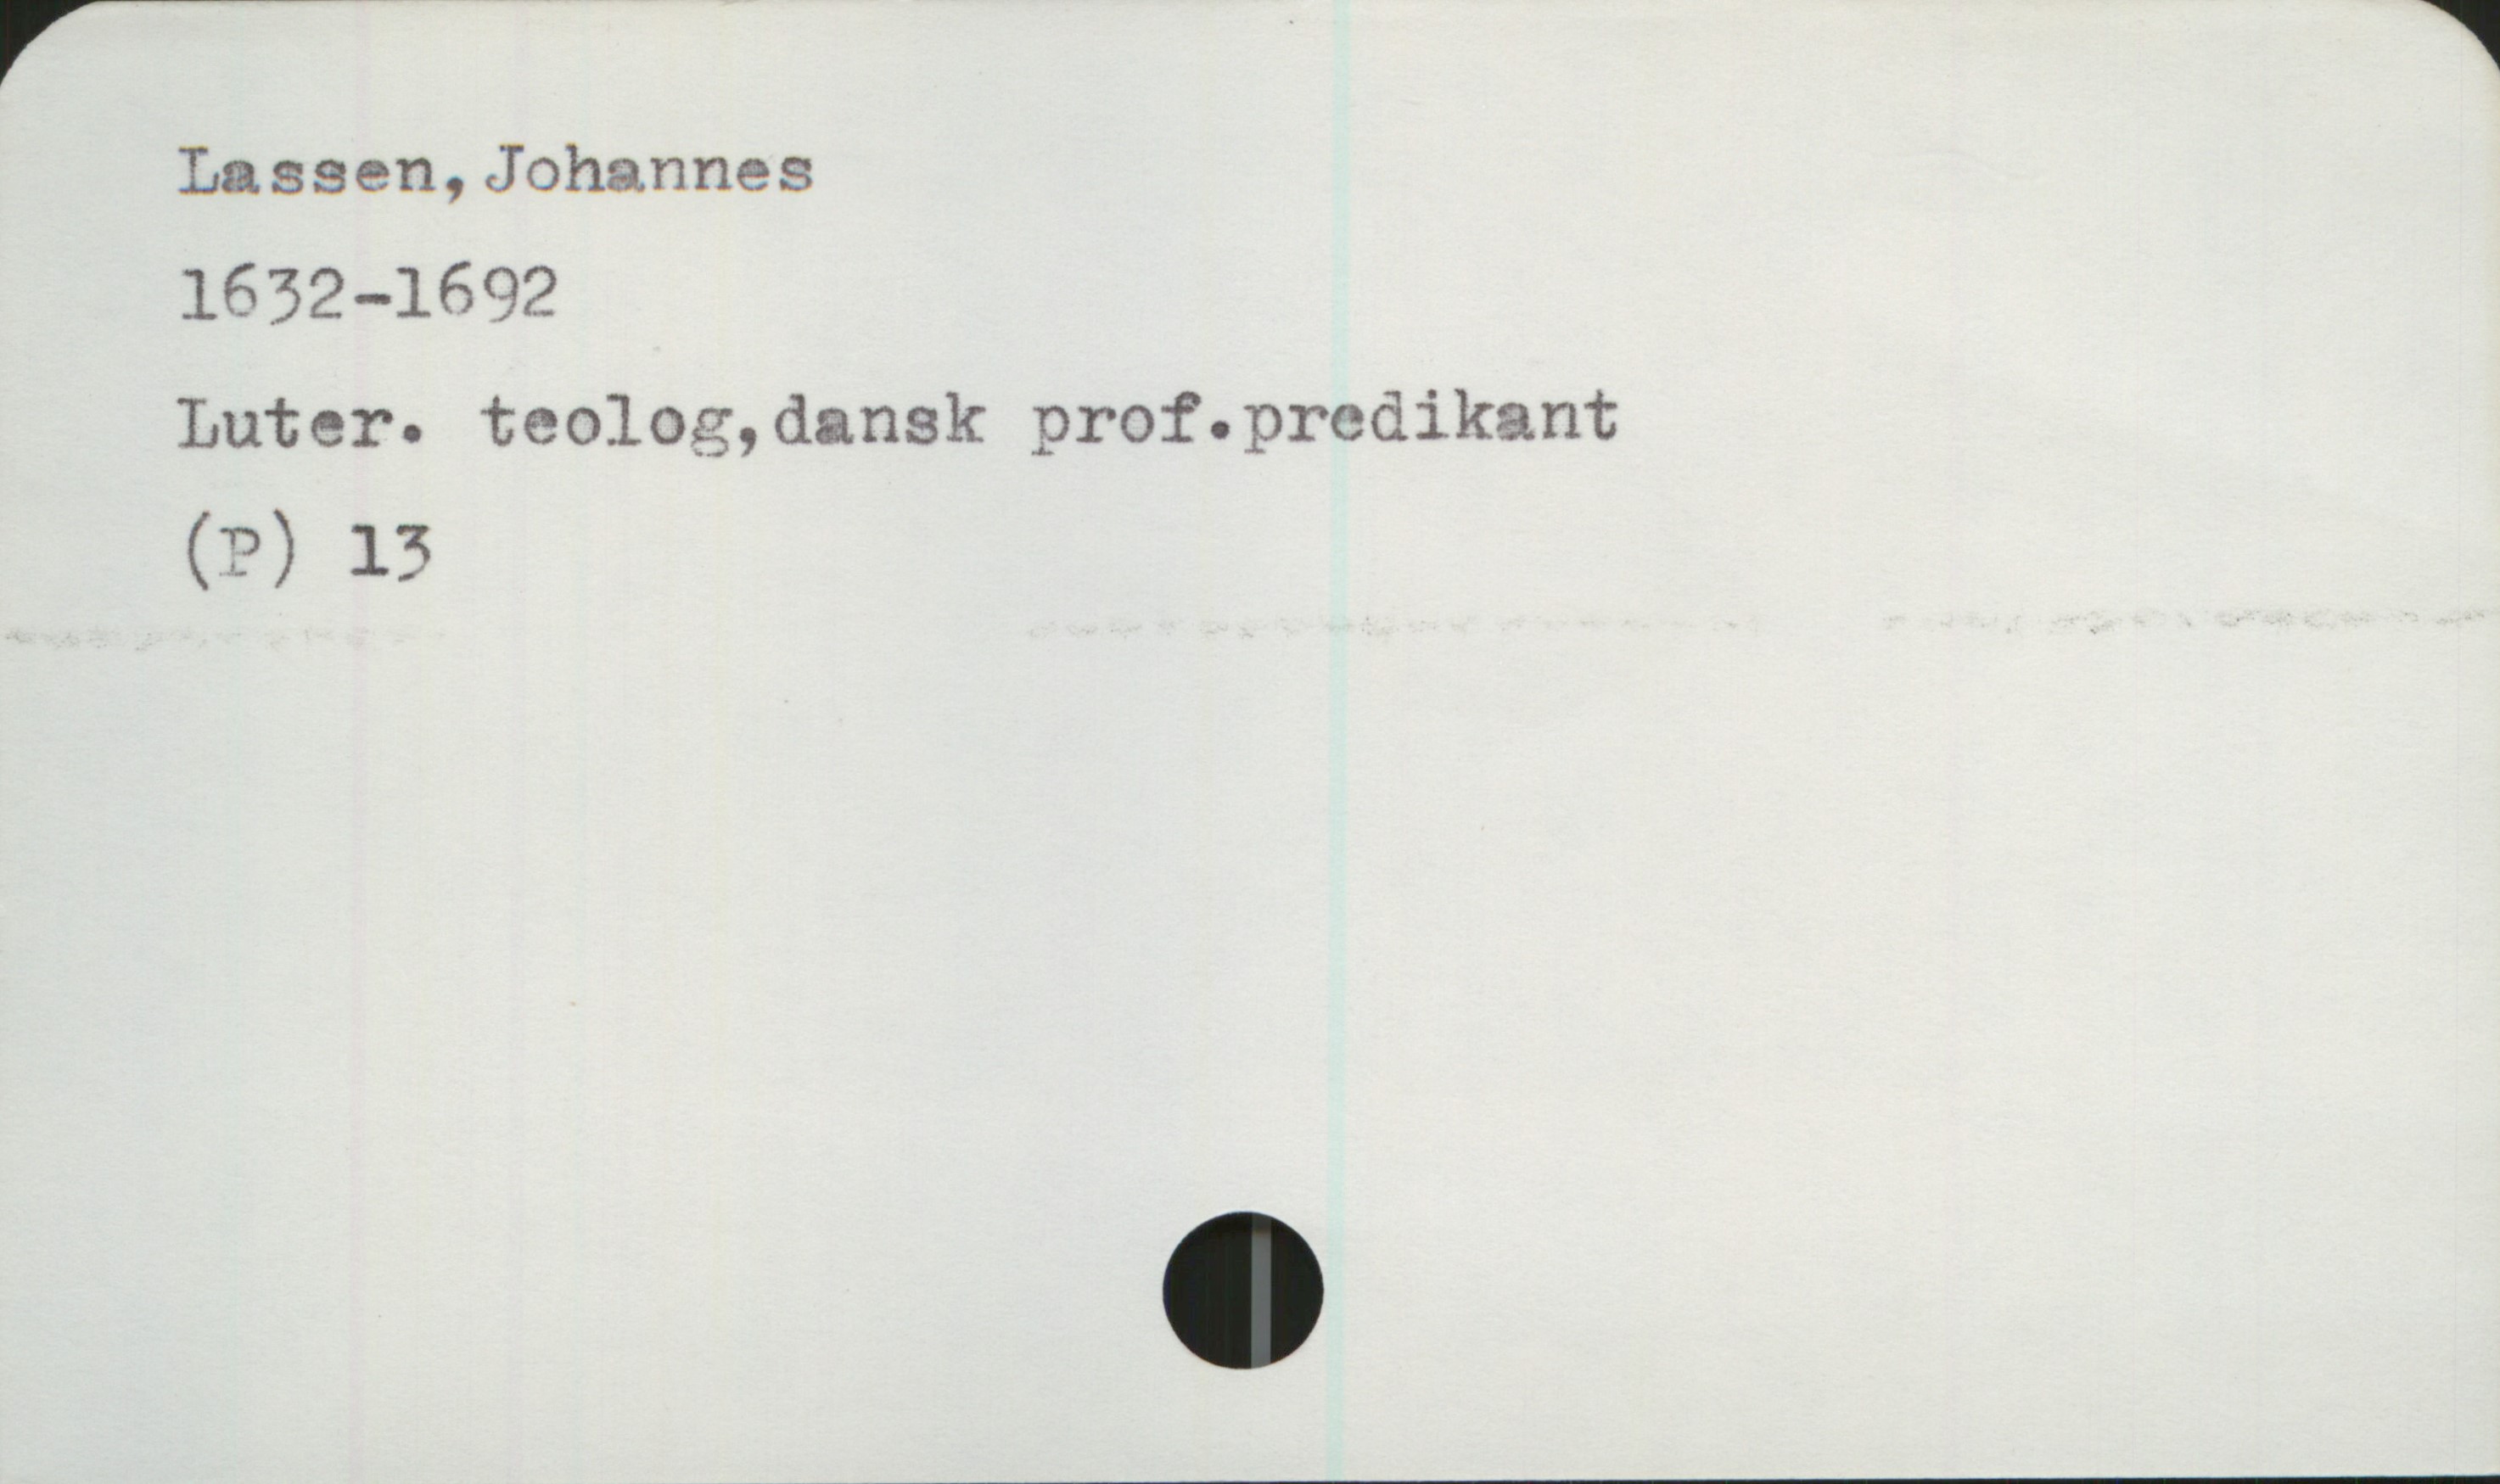 Lassen, Johannes
1632-1692
Luter. teolog,dansk prof.predikant
(P) 13